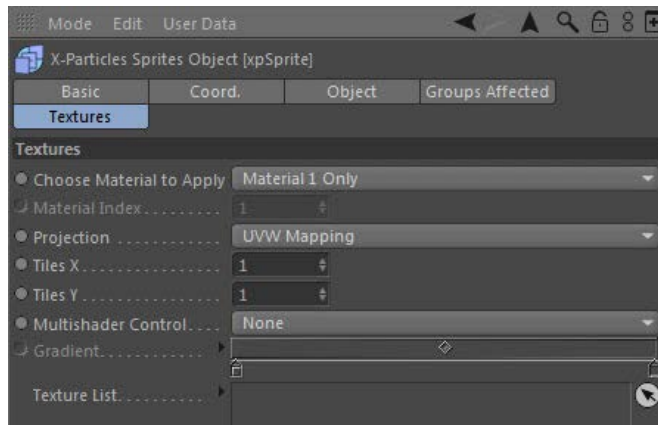 Mode Edit User Data
X-Particles Sprites Object [xpSprite]
Basic Coord. Object Groups Affected
Textures
Textures
Choose Material to Apply Material 1 Only
Material Index......... 1
Projection ............ UVW Mapping
Tiles X................. 1
Tiles Y................. 1
Multishader Control.... None
Gradient............
Texture List..........